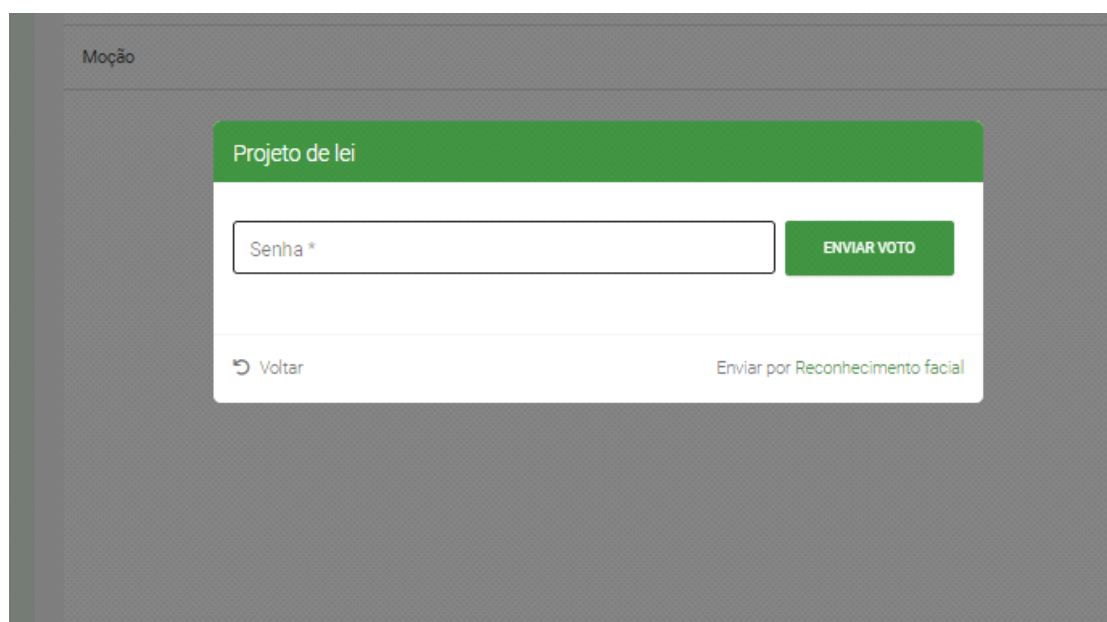 Moção
Projeto de lei
Senha *
ENVIAR VOTO
Voltar
Enviar por Reconhecimento facial